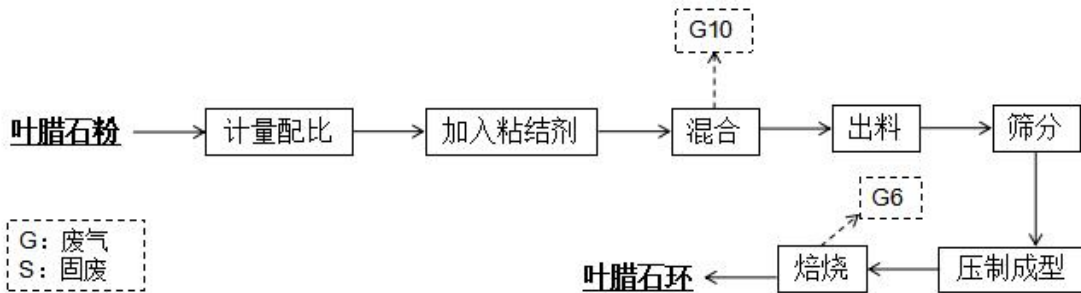 G10
叶腊石粉
计量配比
加入粘结剂
混合
出料
筛分
G6
G：废气
S：固废
叶腊石环
焙烧
压制成型